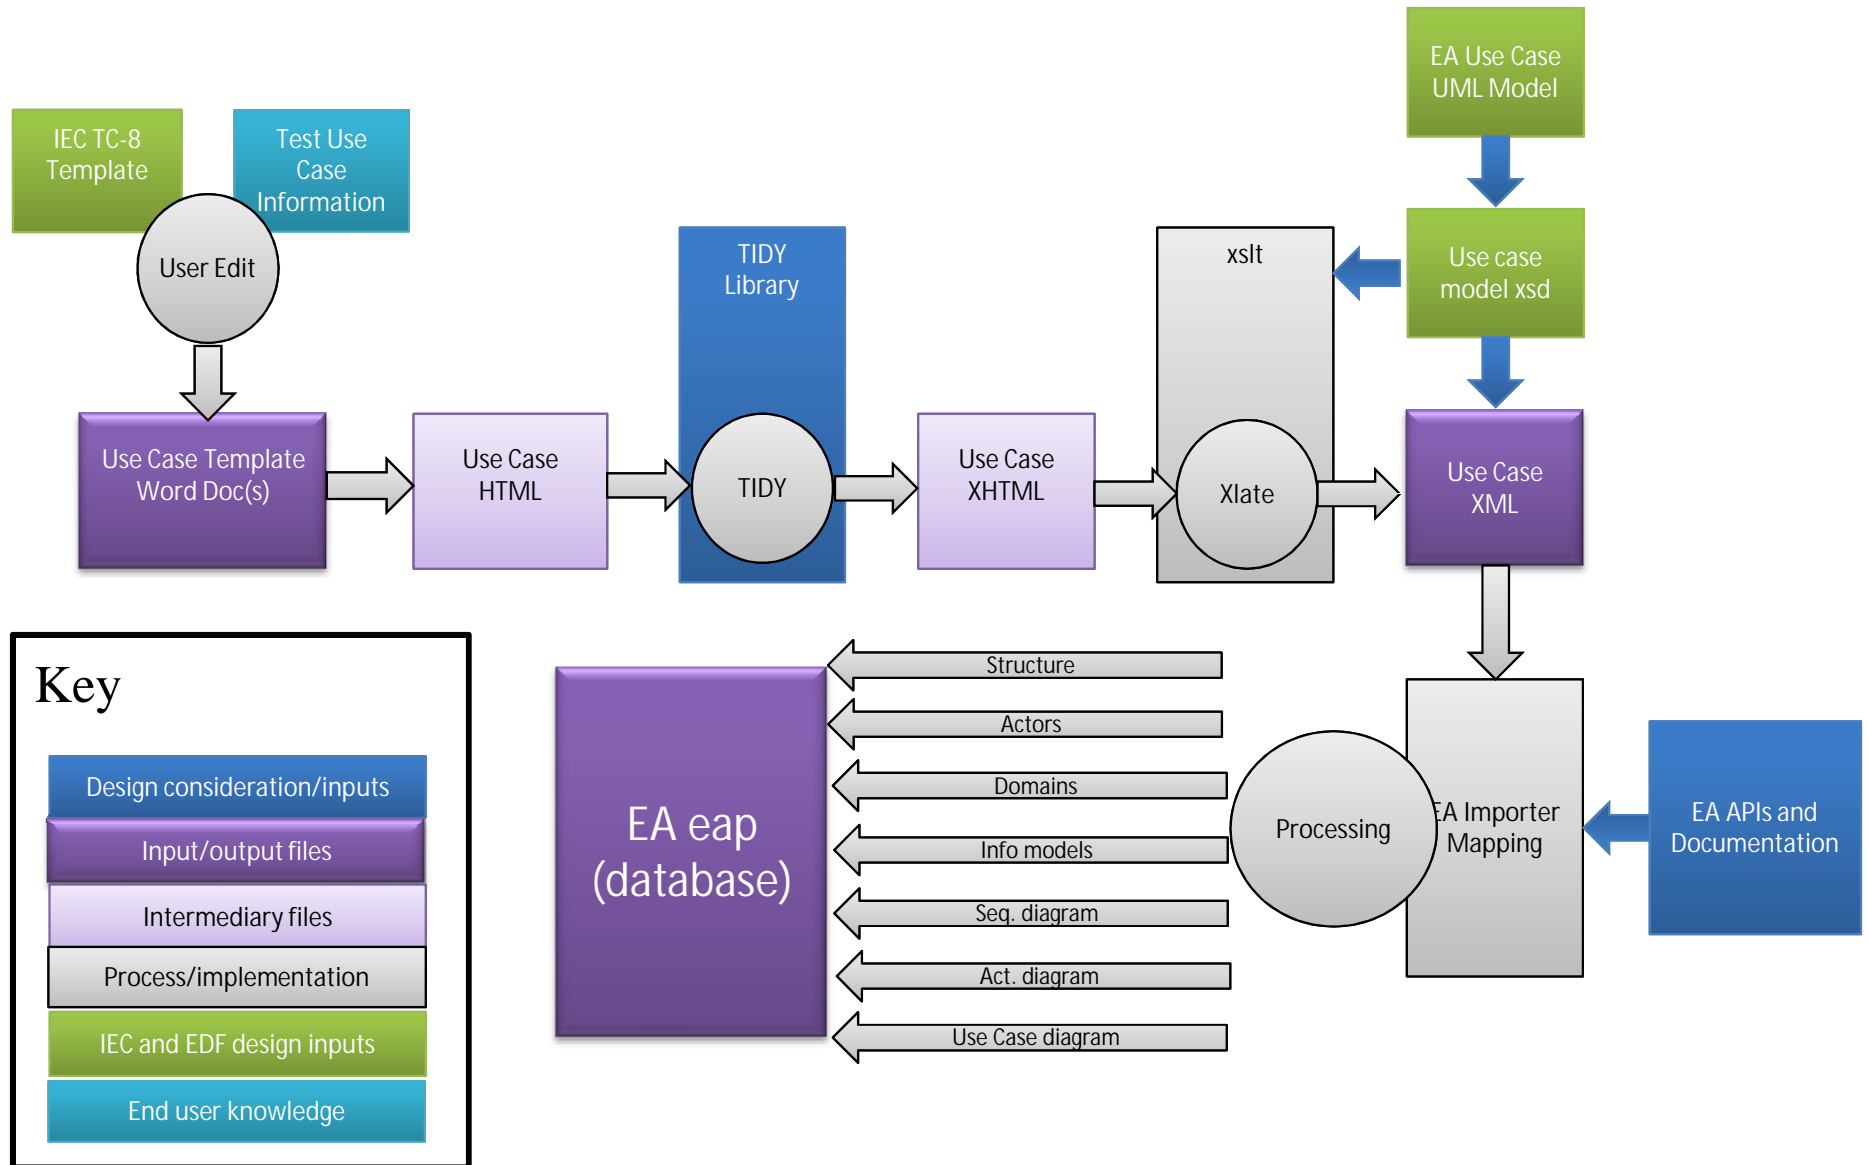 EA Use Case
UML Model
IEC TC-8
Template
Test Use
Case
Information
User Edit
TIDY
Library
xslt
Use case
model xsd
Use Case Template
Word Doc(s)
Use Case
HTML
TIDY
Use Case
XHTML
Xlate
Use Case
XML
Key
Design consideration/inputs
Input/output files
Intermediary files
Process/implementation
IEC and EDF design inputs
End user knowledge
EA eap
(database)
Structure
Actors
Domains
Info models
Seq. diagram
Act. diagram
Use Case diagram
Processing
EA Importer
Mapping
EA APIs and
Documentation